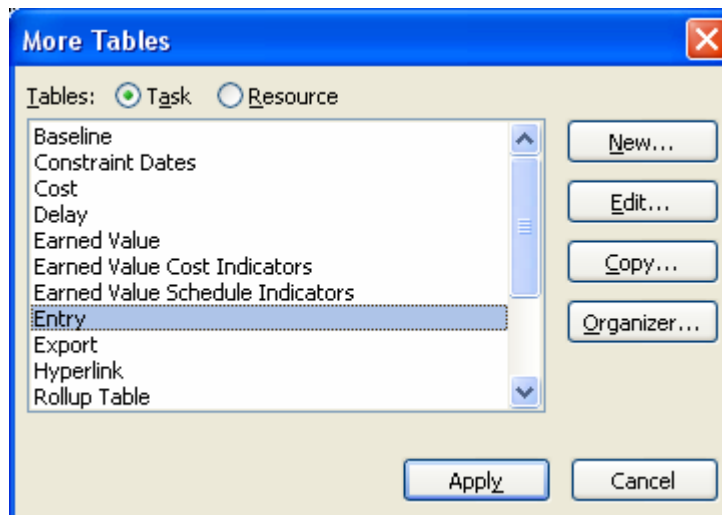 More Tables
Tables: Task Resource
Baseline
Constraint Dates
Cost
Delay
Earned Value
Earned Value Cost Indicators
Earned Value Schedule Indicators
Entry
Export
Hyperlink
Rollup Table
New...
Edit...
Copy...
Organizer...
Apply
Cancel